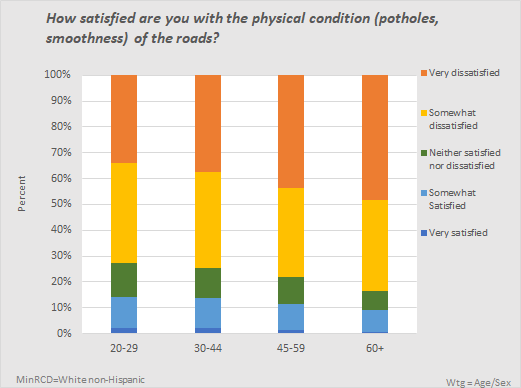 How satisfied are you with the physical condition (potholes,
smoothness) of the roads?
100%
90%
80%
70%
60%
50%
40%
30%
20%
10%
0%
Percent
20-29
30-44
45-59
60+
Very dissatisfied
Somewhat
dissatisfied
Neither satisfied
nor dissatisfied
Somewhat
Satisfied
Very satisfied
MinRCD=White non-Hispanic
Wtg = Age/Sex